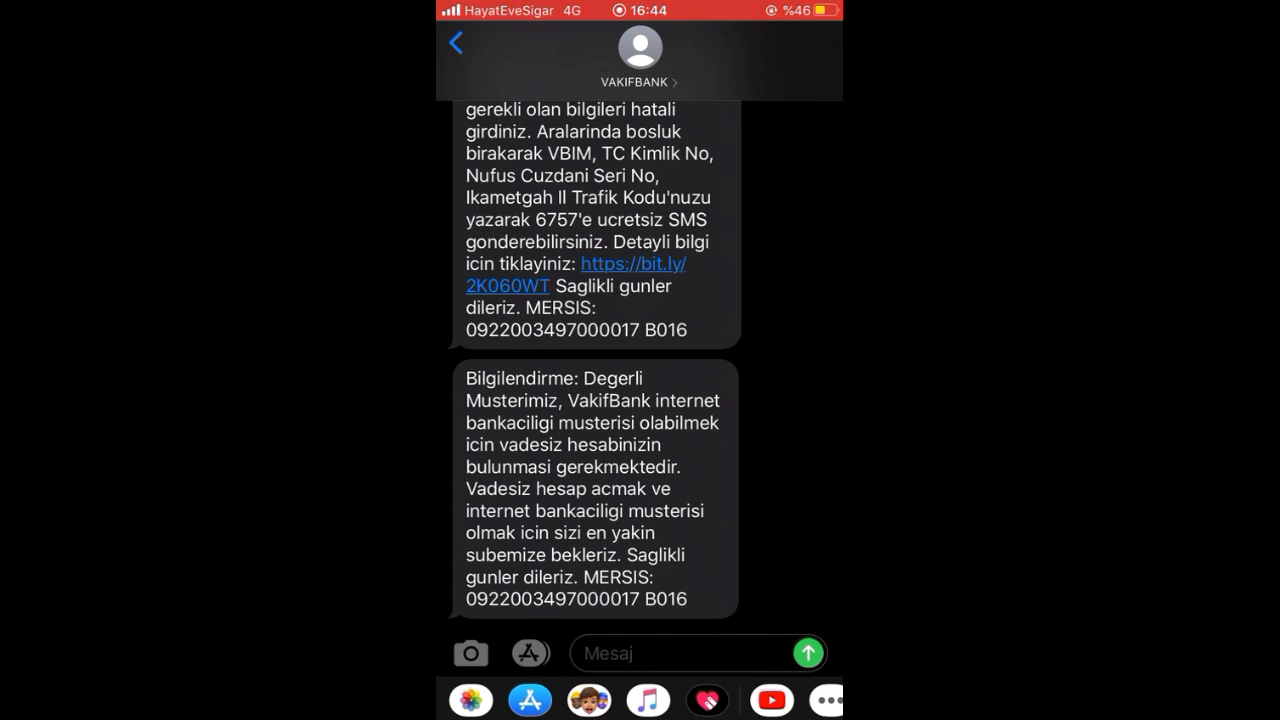 HayatEveSigar 4G 16:44 %46
VAKIFBANK
gerekli olan bilgileri hatali
girdiniz. Aralarinda bosluk
birakarak VBIM, TC Kimlik No,
Nufus Cuzdani Seri No,
Ikametgah Il Trafik Kodu'nuzu
yazarak 6757'e ucretsiz SMS
gonderebilirsiniz. Detayli bilgi
icin tiklayiniz: https://bit.ly/
2K060WT Saglikli gunler
dileriz. MERSIS:
0922003497000017 B016
Bilgilendirme: Degerli
Musterimiz, VakifBank internet
bankaciligi musterisi olabilmek
icin vadesiz hesabinizin
bulunmasi gerekmektedir.
Vadesiz hesap acmak ve
internet bankaciligi musterisi
olmak icin sizi en yakin
subemize bekleriz. Saglikli
gunler dileriz. MERSIS:
0922003497000017 B016
Mesaj